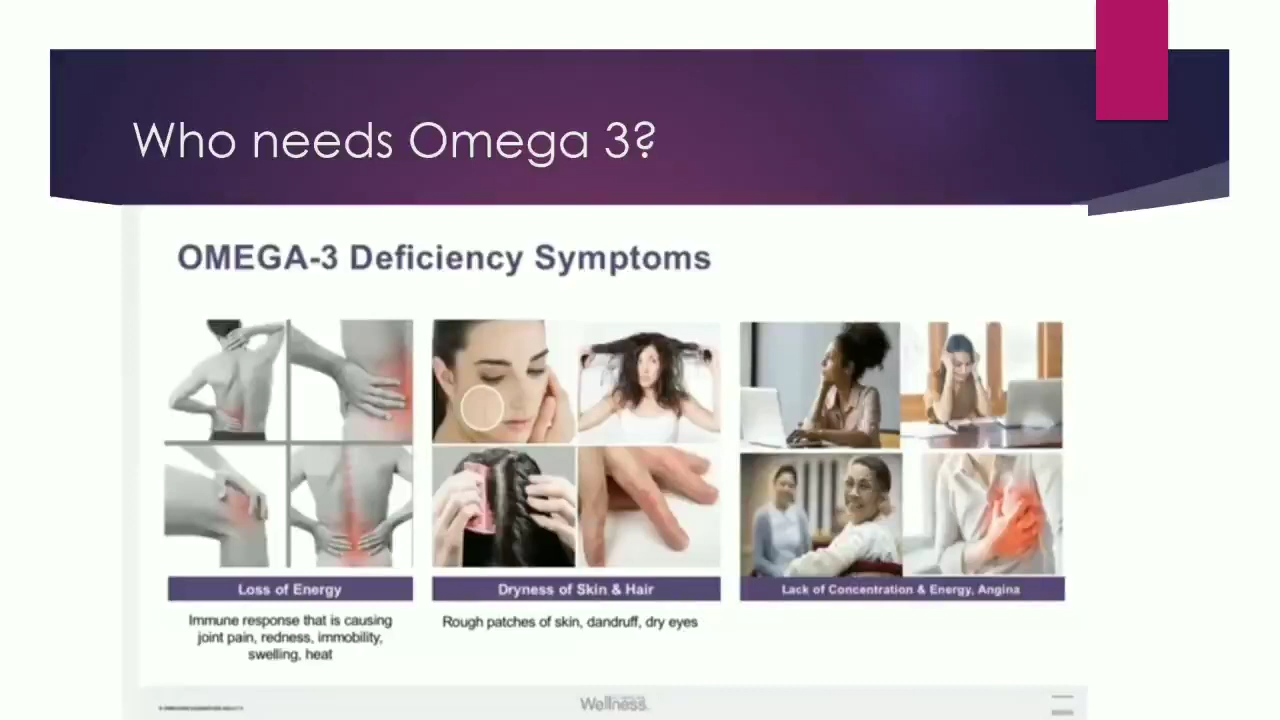 Who needs Omega 3?
OMEGA-3 Deficiency Symptoms
Loss of Energy
Immune response that is causing
joint pain, redness, immobility,
swelling, heat
Dryness of Skin & Hair
Rough patches of skin, dandruff, dry eyes
Lack of Concentration & Energy, Angina
Wellness